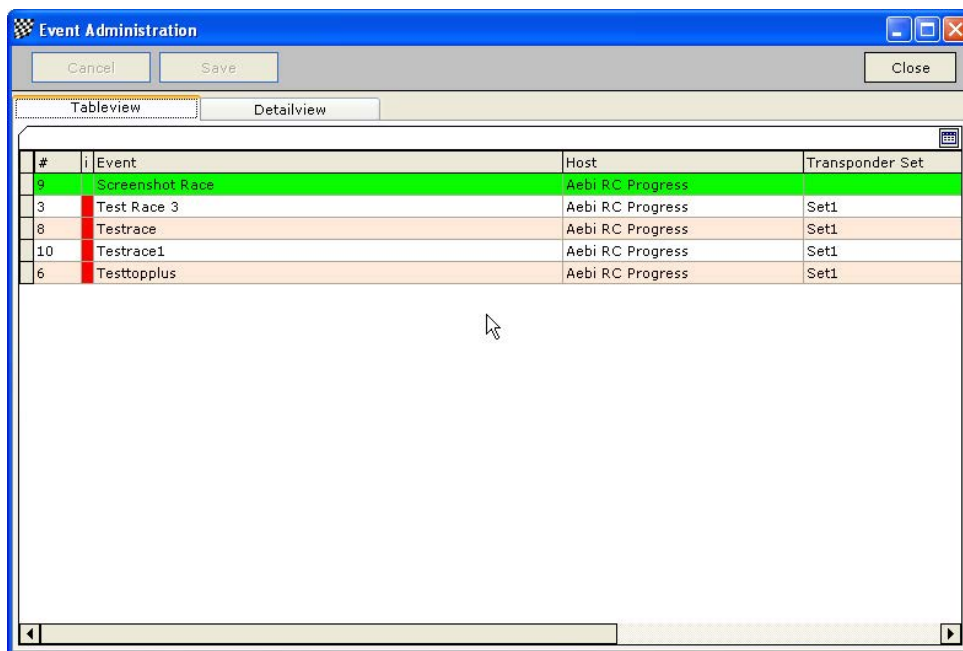 Event Administration
Cancel Save Close
Tableview Detailview
# i Event Host Transponder Set
9 Screenshot Race Aebi RC Progress
3 Test Race 3 Aebi RC Progress Set1
8 Testrace Aebi RC Progress Set1
10 Testrace1 Aebi RC Progress Set1
6 Testtopplus Aebi RC Progress Set1